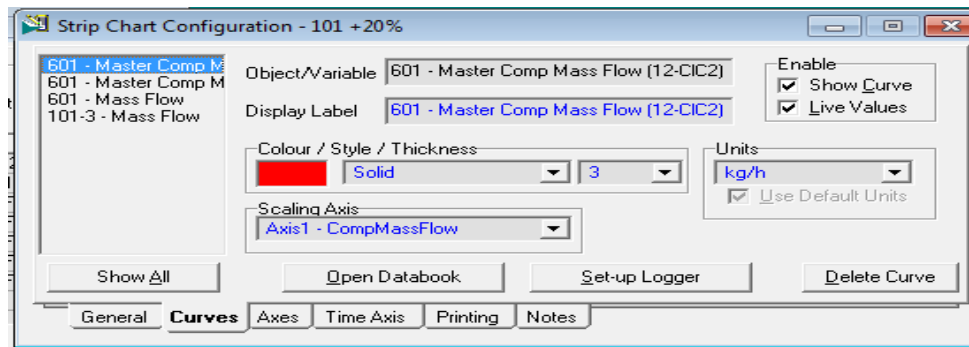 Strip Chart Configuration - 101 +20%
601 - Master Comp M
601 - Master Comp M
601 - Mass Flow
101-3 - Mass Flow
Object/Variable 601 - Master Comp Mass Flow (12-ClC2)
Display Label 601 - Master Comp Mass Flow (12-ClC2)
Enable
Show Curve
Live Values
Colour / Style / Thickness
Solid 3
Units
kg/h
Use Default Units
Scaling Axis
Axis1 - CompMassFlow
Show All Open Databook Set-up Logger Delete Curve
General Curves Axes Time Axis Printing Notes